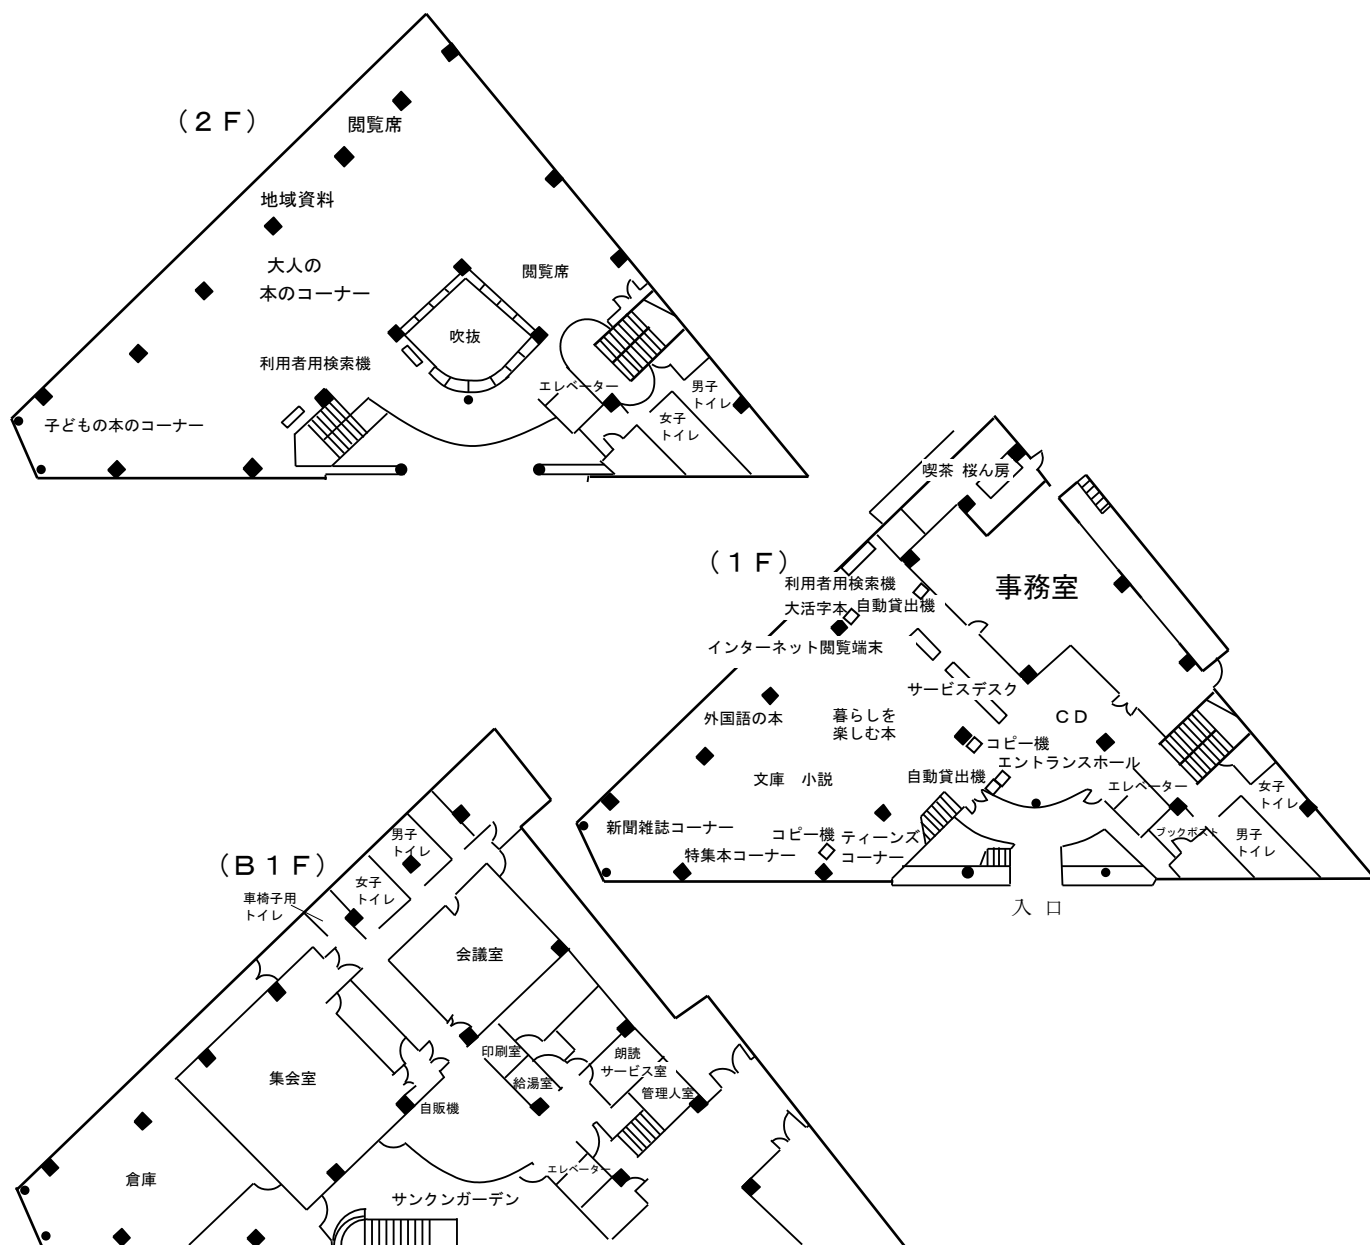 （２Ｆ）
閲覧席
地域資料
大人の
本のコーナー
閲覧席
吹抜
利用者用検索機
エレベーター
男子
トイレ
女子
トイレ
子どもの本のコーナー
（１Ｆ）
喫茶 桜ん房
利用者用検索機
大活字本
自動貸出機
事務室
インターネット閲覧端末
サービスデスク
外国語の本
暮らしを
楽しむ本
ＣＤ
コピー機
エントランスホール
文庫　小説
自動貸出機
エレベーター
女子
トイレ
新聞雑誌コーナー
コピー機
ティーンズ
コーナー
ブックポスト
男子
トイレ
特集本コーナー
入 口
（Ｂ１Ｆ）
男子
トイレ
女子
トイレ
車椅子用
トイレ
会議室
印刷室
朗読
サービス室
集会室
給湯室
管理人室
自販機
倉庫
エレベーター
サンクンガーデン